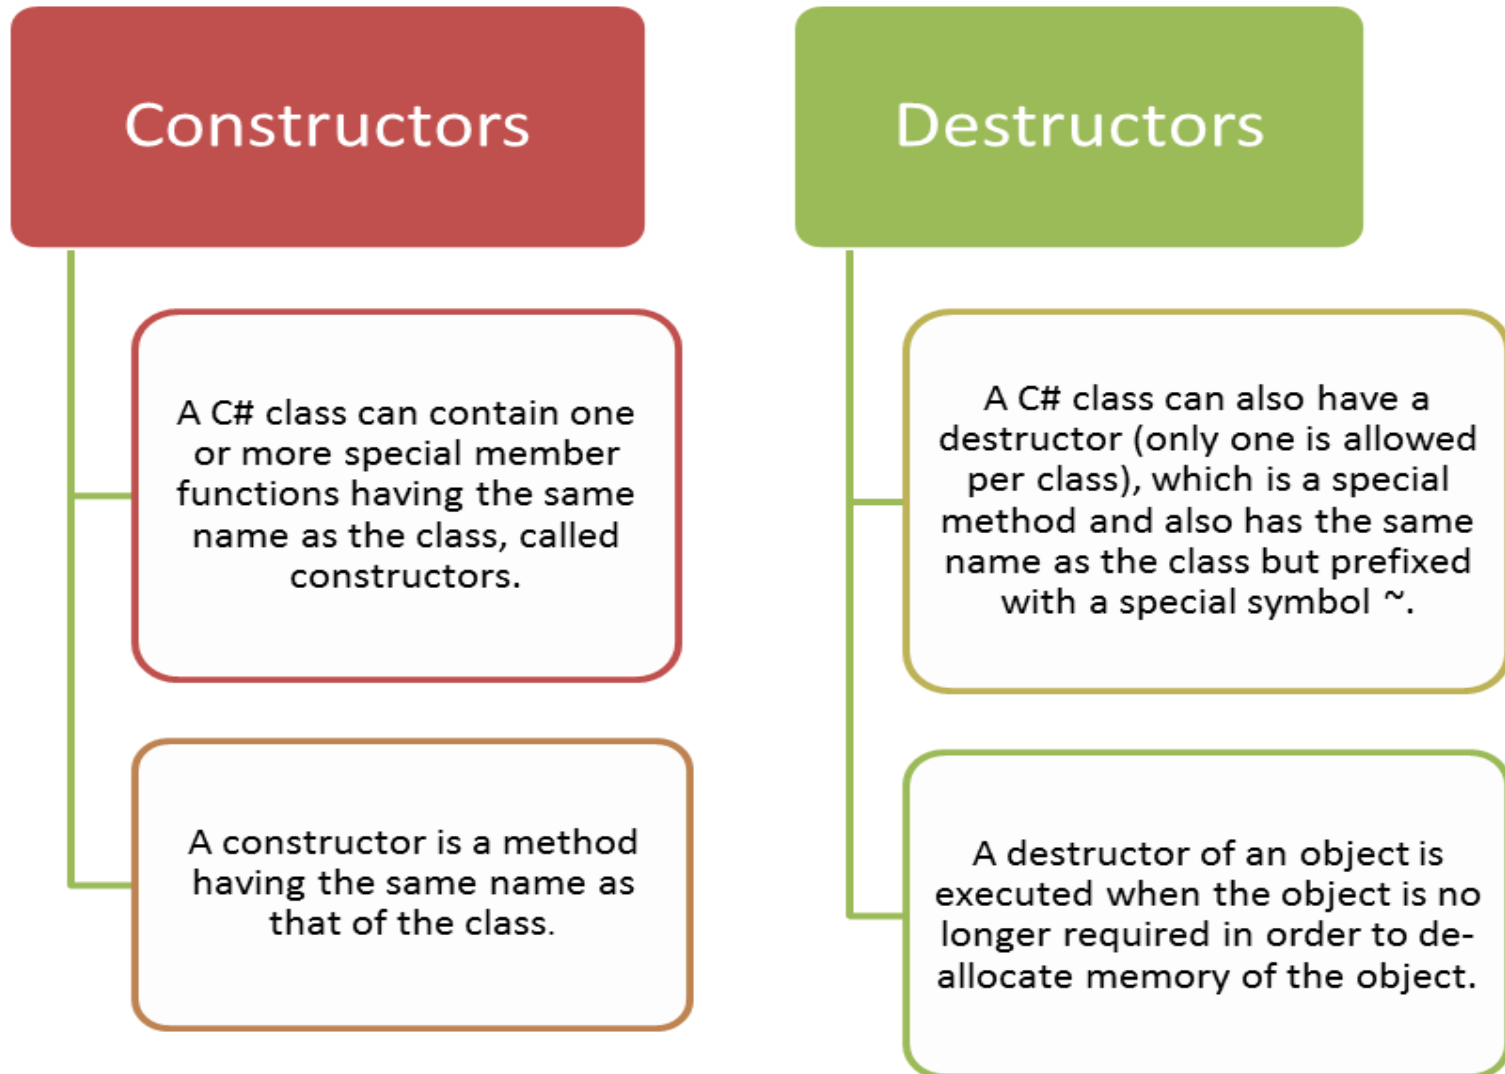 Constructors
A C# class can contain one
or more special member
functions having the same
name as the class, called
constructors.
A constructor is a method
having the same name as
that of the class.
Destructors
A C# class can also have a
destructor (only one is allowed
per class), which is a special
method and also has the same
name as the class but prefixed
with a special symbol ~.
A destructor of an object is
executed when the object is no
longer required in order to de-
allocate memory of the object.